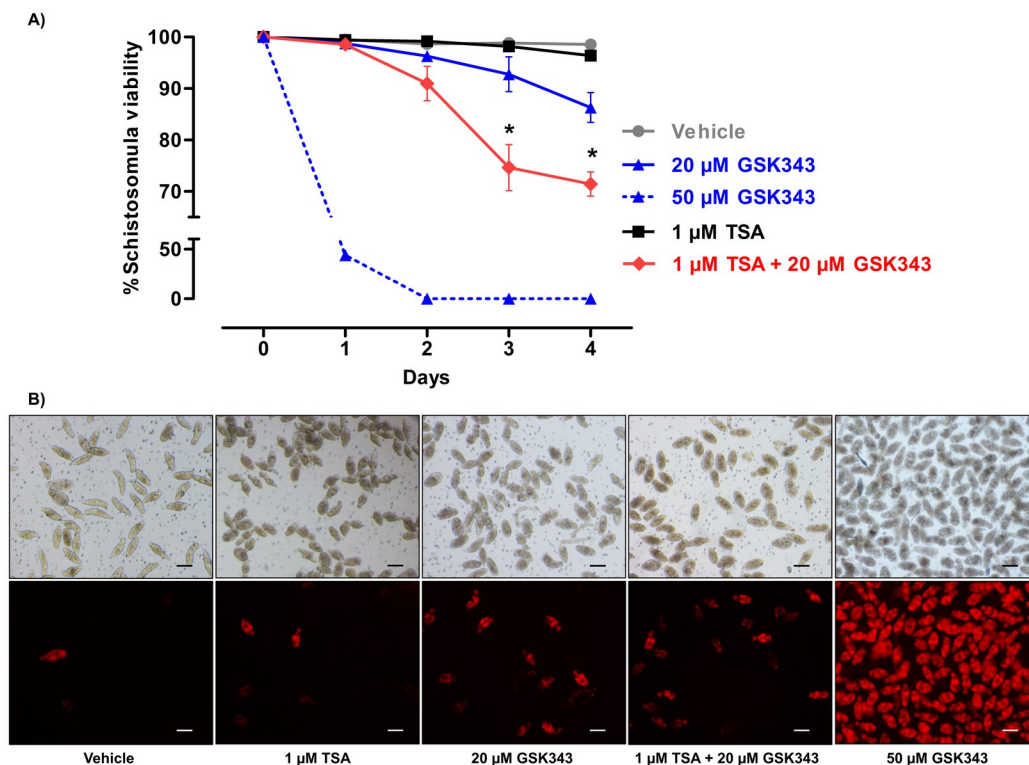 A)
% Schistosomula viability
100
90
80
70
50
0
*
*
0 1 2 3 4
Days
Vehicle
20 µM GSK343
50 µM GSK343
1 µM TSA
1 µM TSA + 20 µM GSK343
B)
Vehicle 1 µM TSA 20 µM GSK343 1 µM TSA + 20 µM GSK343 50 µM GSK343